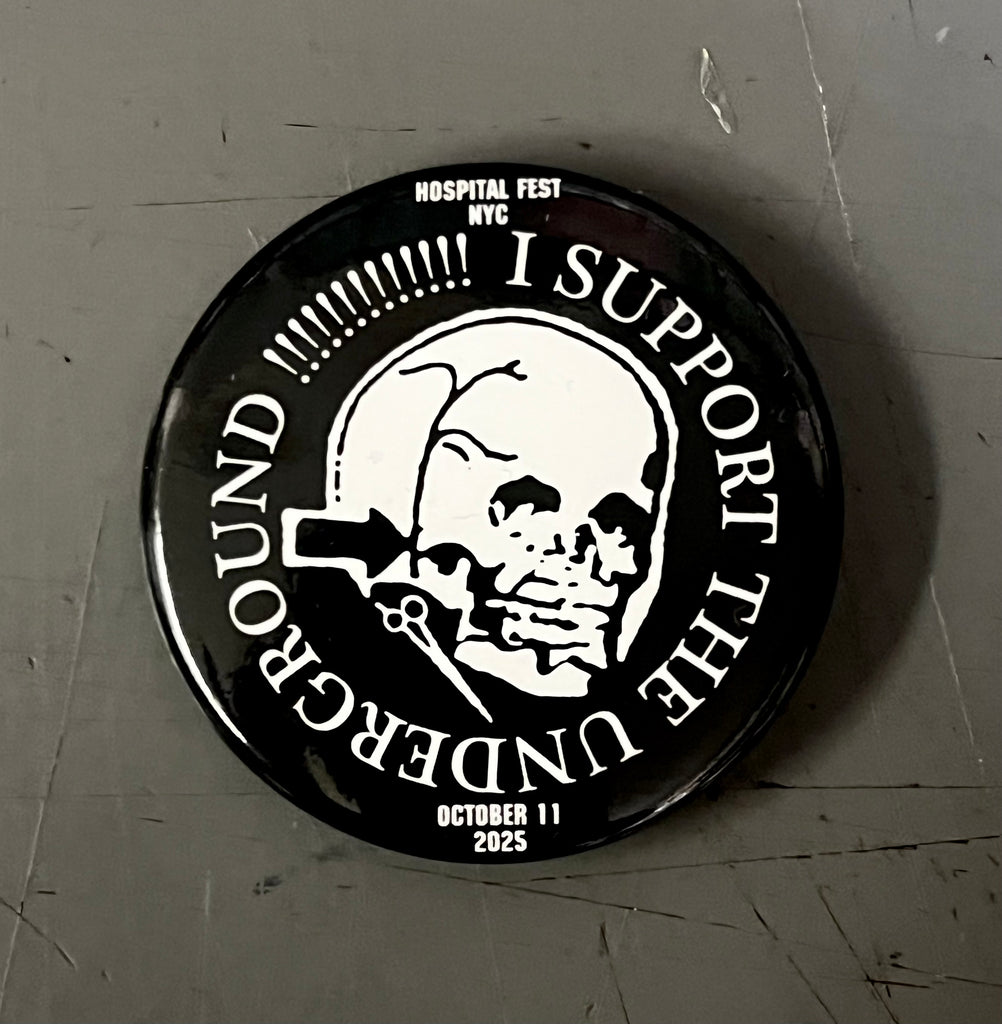 HOSPITAL FEST
NYC
I SUPPORT THE UNDERGROUND !!!!!!!!!!!!!
OCTOBER 11
2025